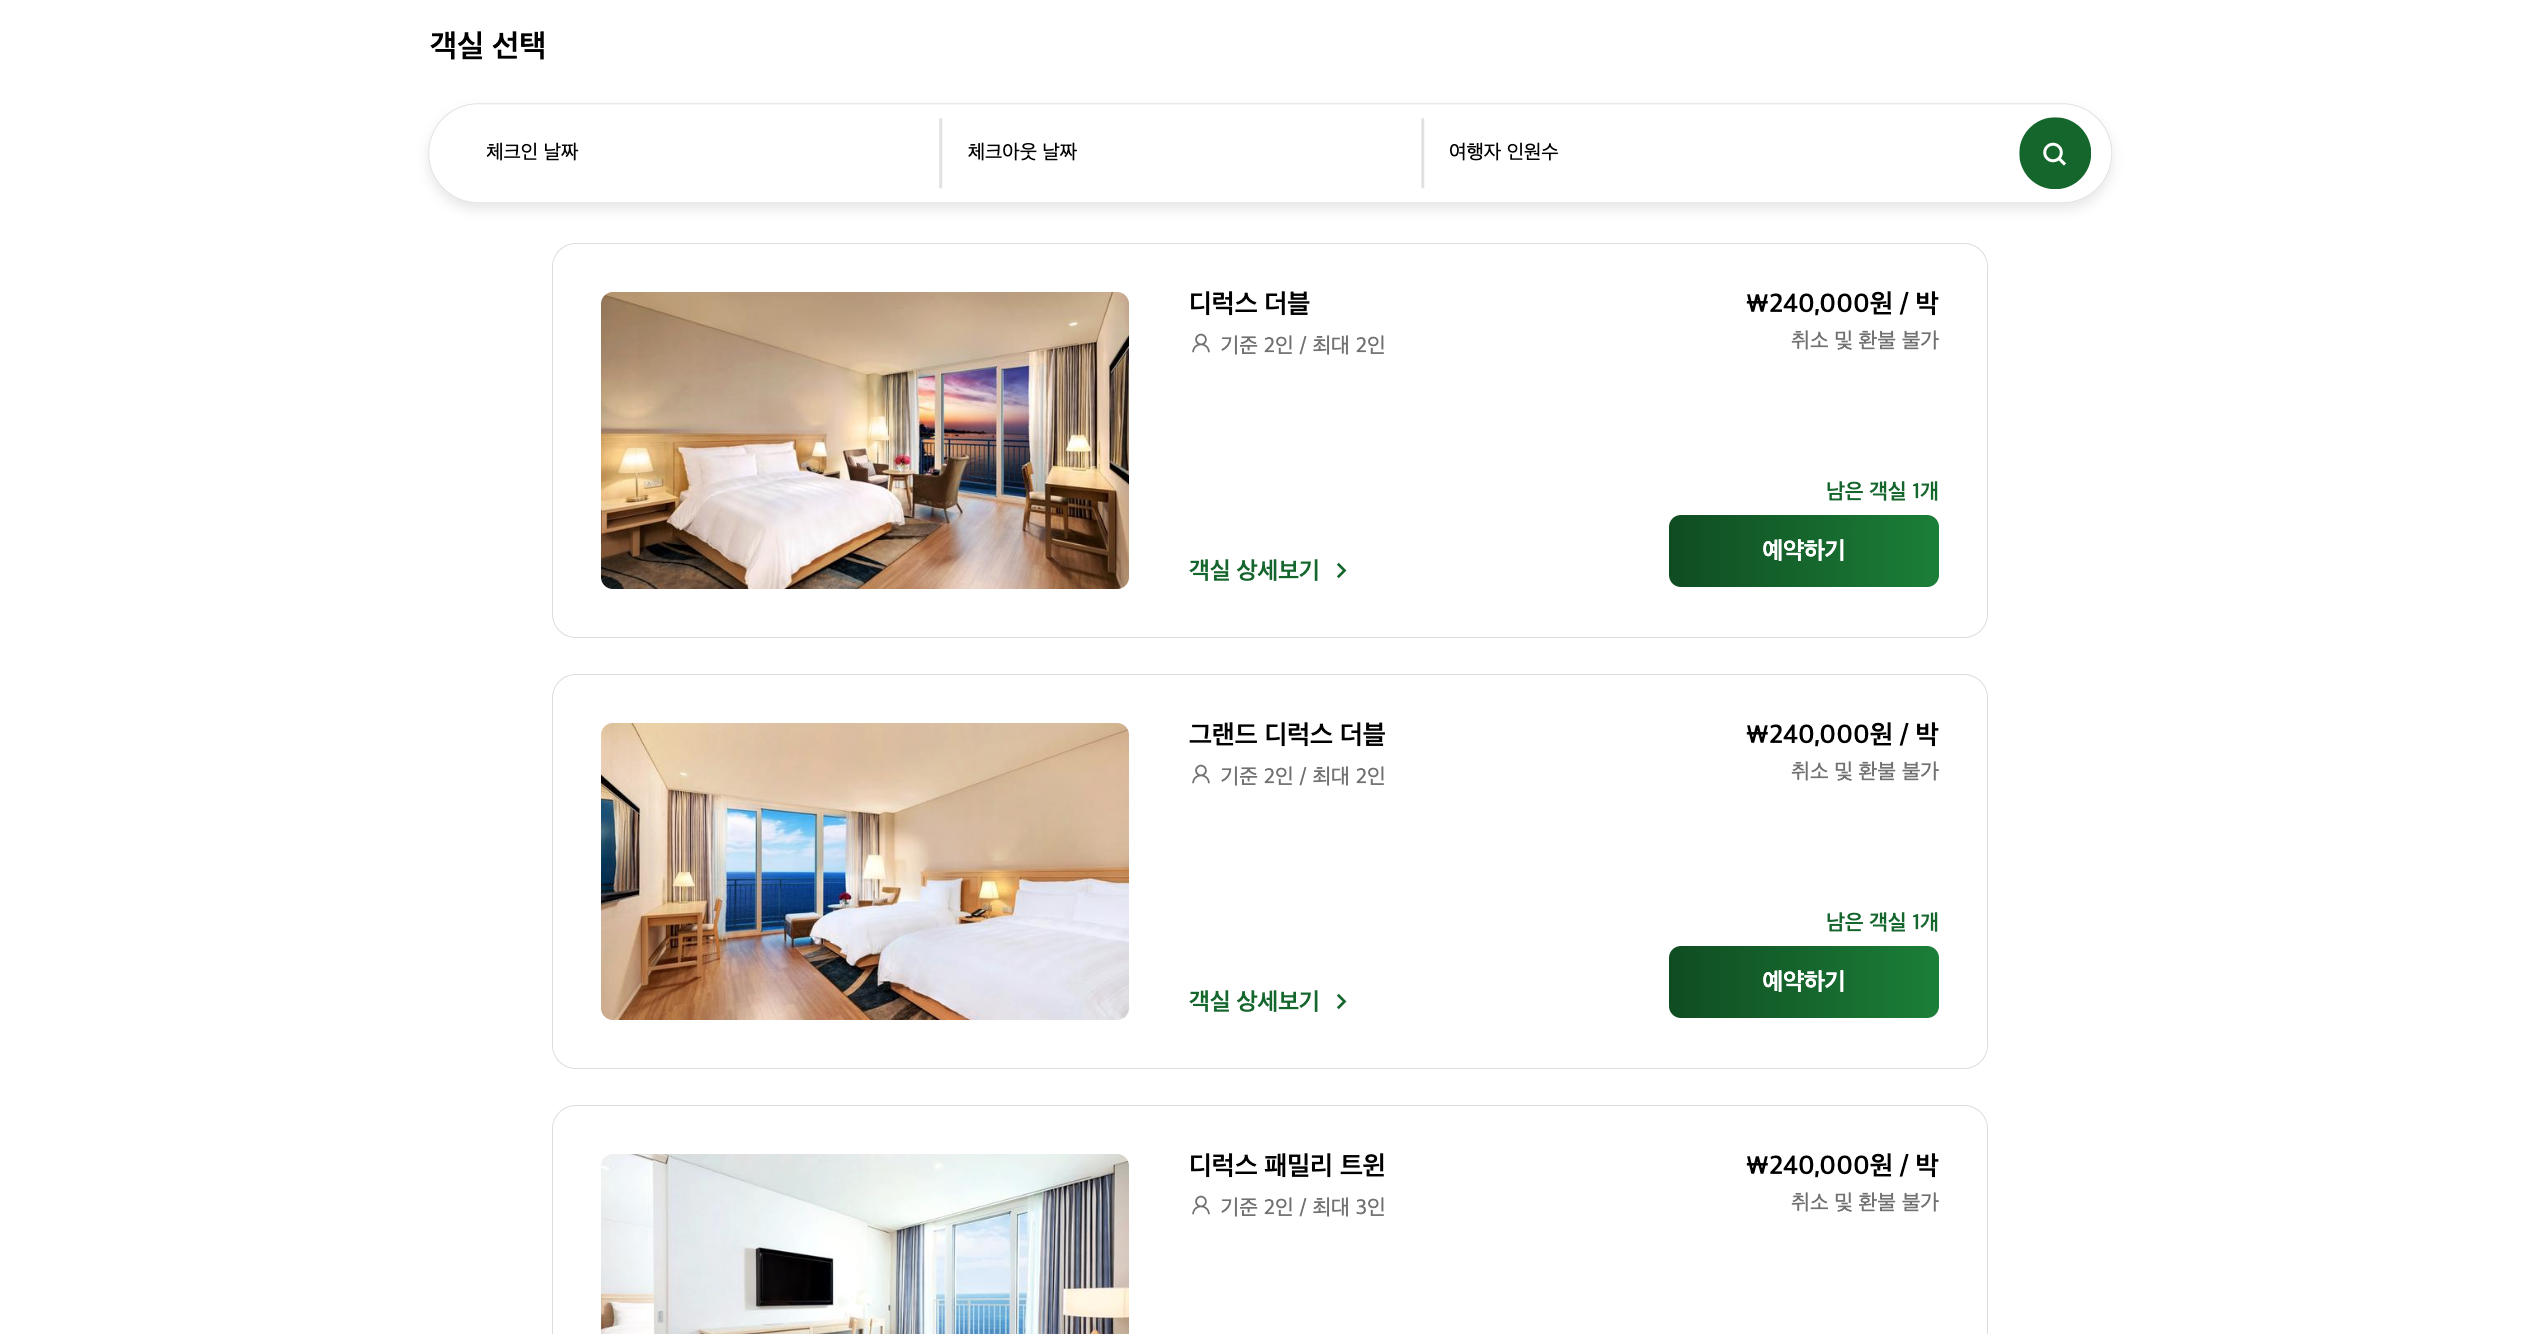 객실 선택
체크인 날짜
체크아웃 날짜
여행자 인원수
디럭스 더블
기준 2인 / 최대 2인
₩240,000원 / 박
취소 및 환불 불가
남은 객실 1개
객실 상세보기
예약하기
그랜드 디럭스 더블
기준 2인 / 최대 2인
₩240,000원 / 박
취소 및 환불 불가
남은 객실 1개
객실 상세보기
예약하기
디럭스 패밀리 트윈
기준 2인 / 최대 3인
₩240,000원 / 박
취소 및 환불 불가